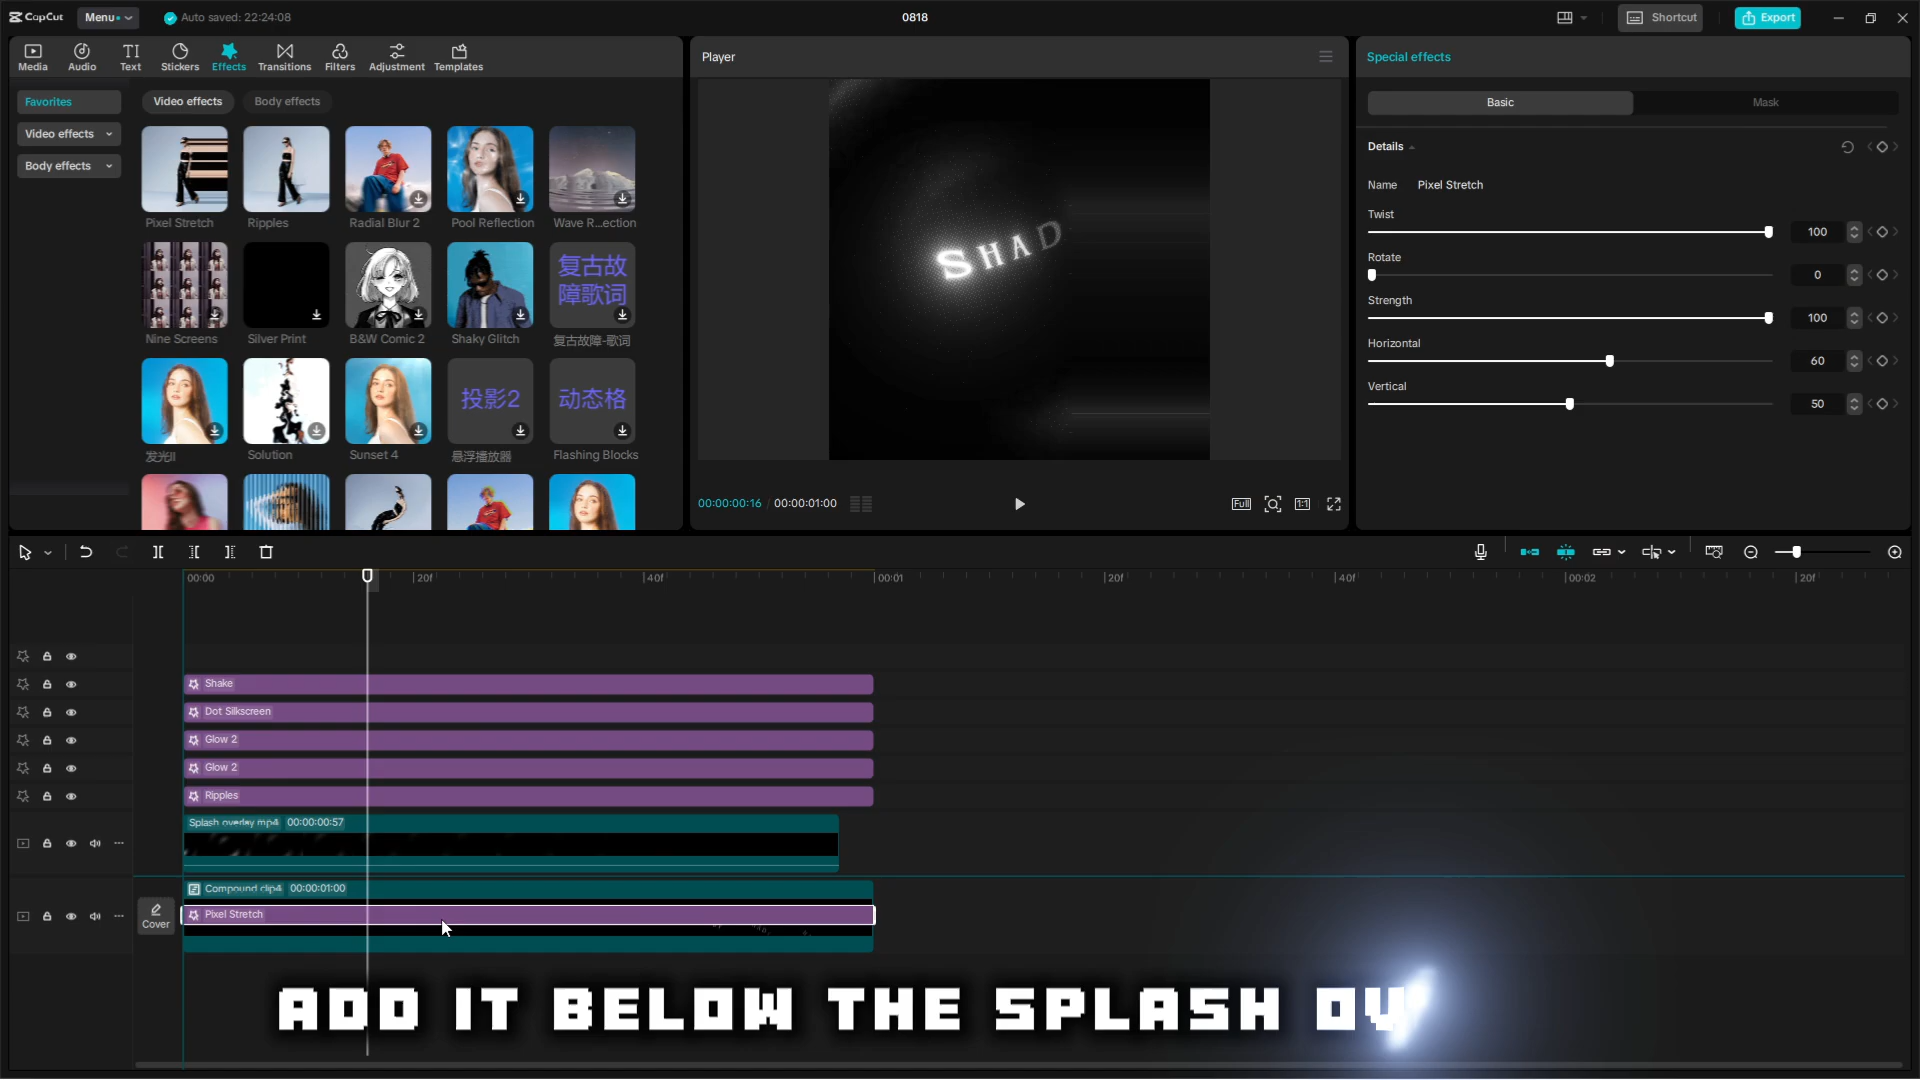 CapCut Menu Auto saved: 22:24:08 0818 Shortcut Export
Media Audio Text Stickers Effects Transitions Filters Adjustment Templates
Favorites
Video effects
Body effects
Video effects Body effects
Pixel Stretch Ripples Radial Blur 2 Pool Reflection Wave R...ection
复古故
障歌词
Nine Screens Silver Print B&W Comic 2 Shaky Glitch 复古故障-歌词
投影2 动态格
发光II Solution Sunset 4 悬浮播放器 Flashing Blocks
Player
SHAD
00:00:00:16 / 00:00:01:00
Full 1:1
Special effects
Basic Mask
Details
Name Pixel Stretch
Twist
100
Rotate
0
Strength
100
Horizontal
60
Vertical
50
00:00 20f 40f 00:01 20f 40f 00:02 20f
Shake
Dot Silkscreen
Glow 2
Glow 2
Ripples
Splash overlay.mp4 00:00:00:57
Compound clip4 00:00:01:00
Cover
Pixel Stretch
ADD IT BELOW THE SPLASH OV